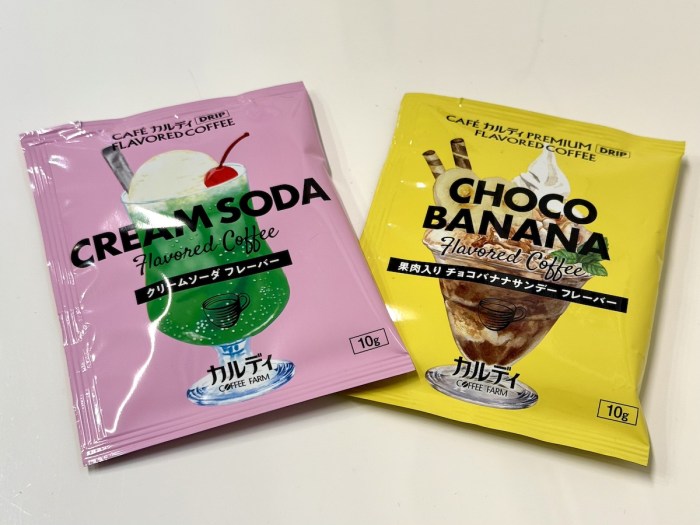 CAFÉ カルディ DRIP
FLAVORED COFFEE
CREAM SODA
Flavored Coffee
クリームソーダ フレーバー
カルディ
COFFEE FARM
10g
CAFÉ カルディ PREMIUM DRIP
FLAVORED COFFEE
CHOCO
BANANA
Flavored Coffee
果肉入り チョコバナナサンデー フレーバー
カルディ
COFFEE FARM
10g